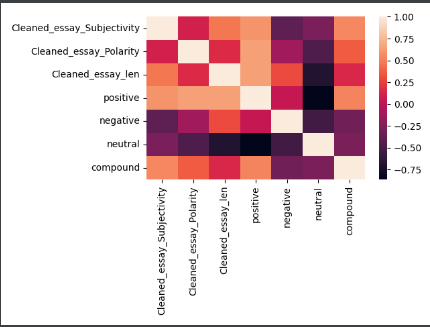 Cleaned_essay_Subjectivity
Cleaned_essay_Polarity
Cleaned_essay_len
positive
negative
neutral
compound
1.00
0.75
0.50
0.25
0.00
−0.25
−0.50
−0.75
Cleaned_essay_Subjectivity
Cleaned_essay_Polarity
Cleaned_essay_len
positive
negative
neutral
compound